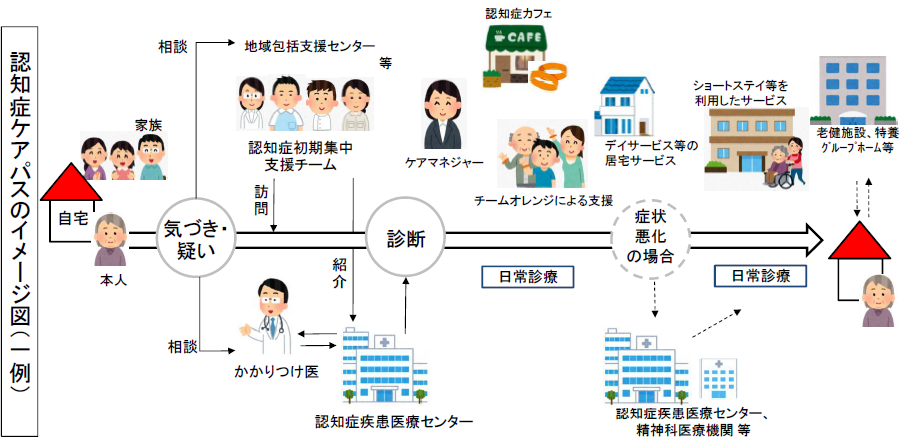 認知症ケアパスのイメージ図(一例)
家族
自宅
本人
相談
地域包括支援センター
等
認知症初期集中
支援チーム
訪問
気づき・
疑い
相談
かかりつけ医
紹介
認知症疾患医療センター
診断
ケアマネジャー
認知症カフェ
CAFE
チームオレンジによる支援
デイサービス等の
居宅サービス
日常診療
症状
悪化
の場合
認知症疾患医療センター、
精神科医療機関 等
ショートステイ等を
利用したサービス
日常診療
老健施設、特養
グループホーム等